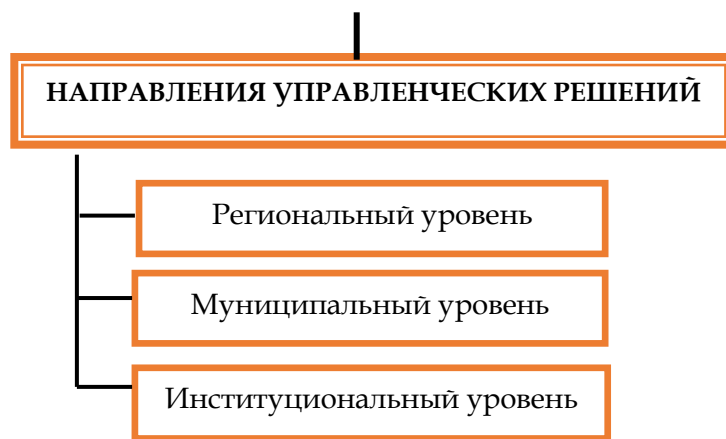 НАПРАВЛЕНИЯ УПРАВЛЕНЧЕСКИХ РЕШЕНИЙ
Региональный уровень
Муниципальный уровень
Институциональный уровень